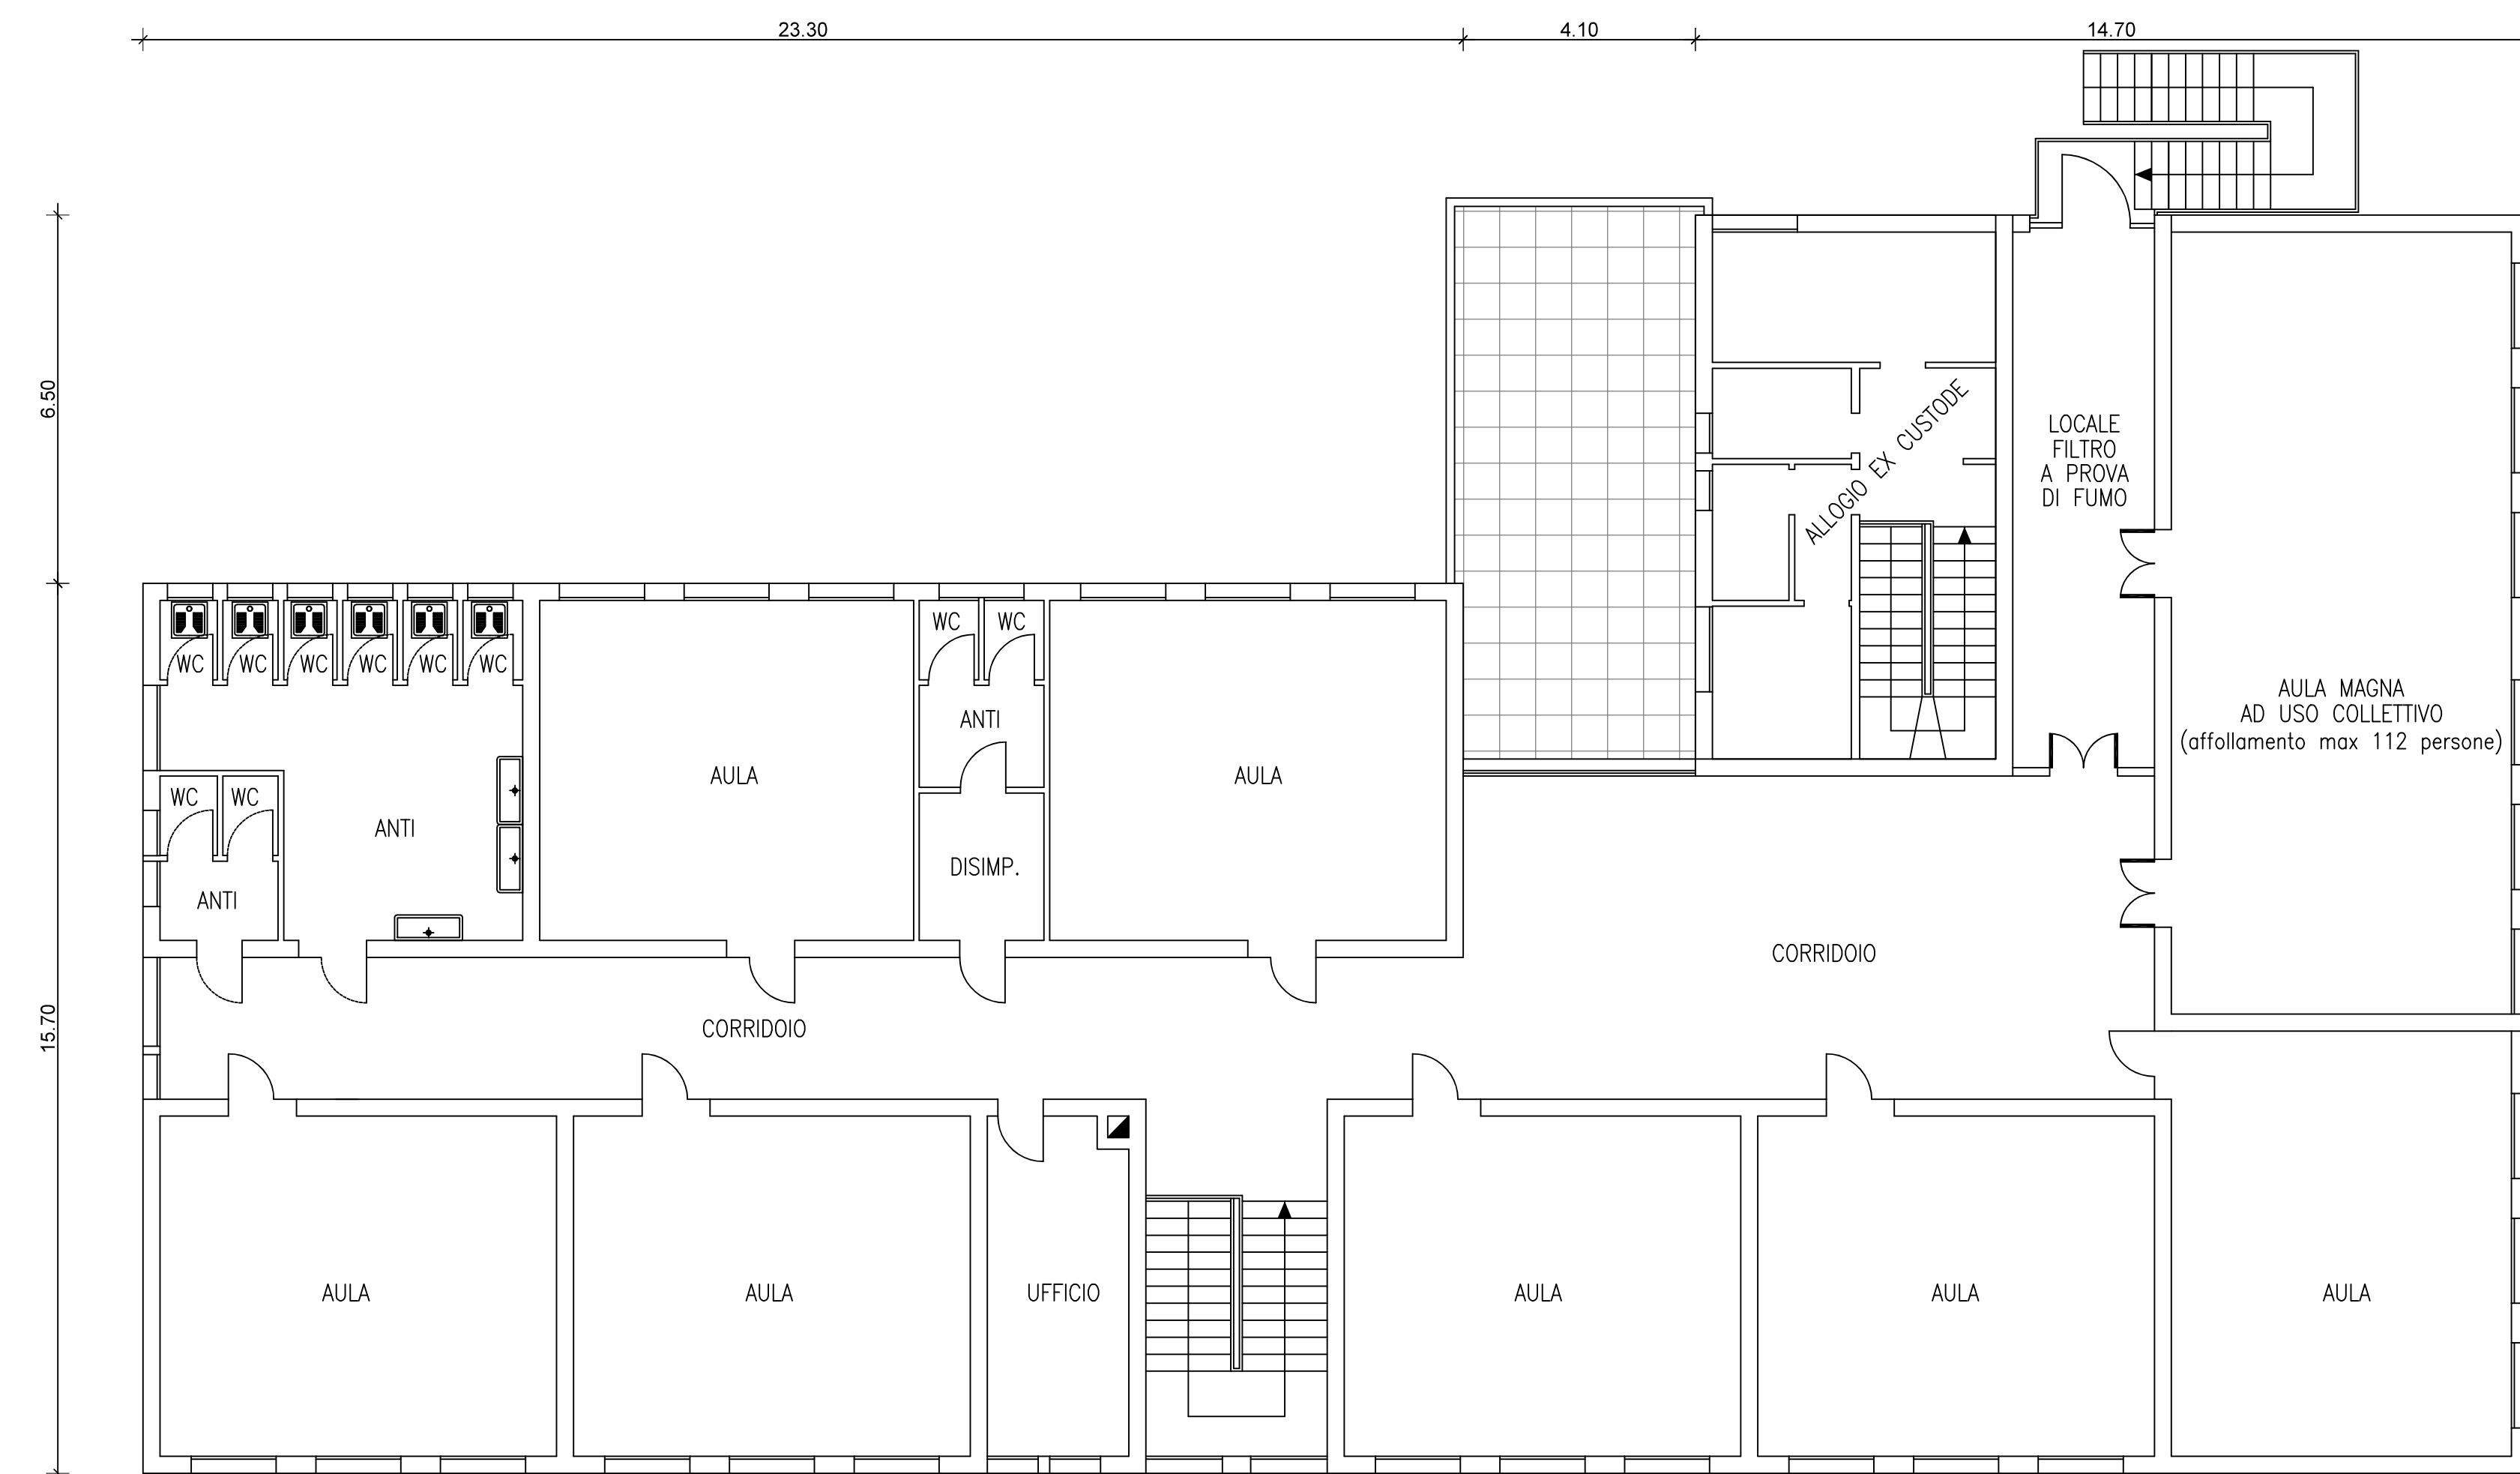 23.30
4.10
14.70
6.50
15.70
ALLOGIO EX CUSTODE
LOCALE
FILTRO
A PROVA
DI FUMO
WC
WC
WC
WC
WC
WC
WC
WC
AULA MAGNA
AD USO COLLETTIVO
(affollamento max 112 persone)
ANTI
AULA
AULA
WC
WC
ANTI
DISIMP.
ANTI
CORRIDOIO
CORRIDOIO
AULA
AULA
UFFICIO
AULA
AULA
AULA